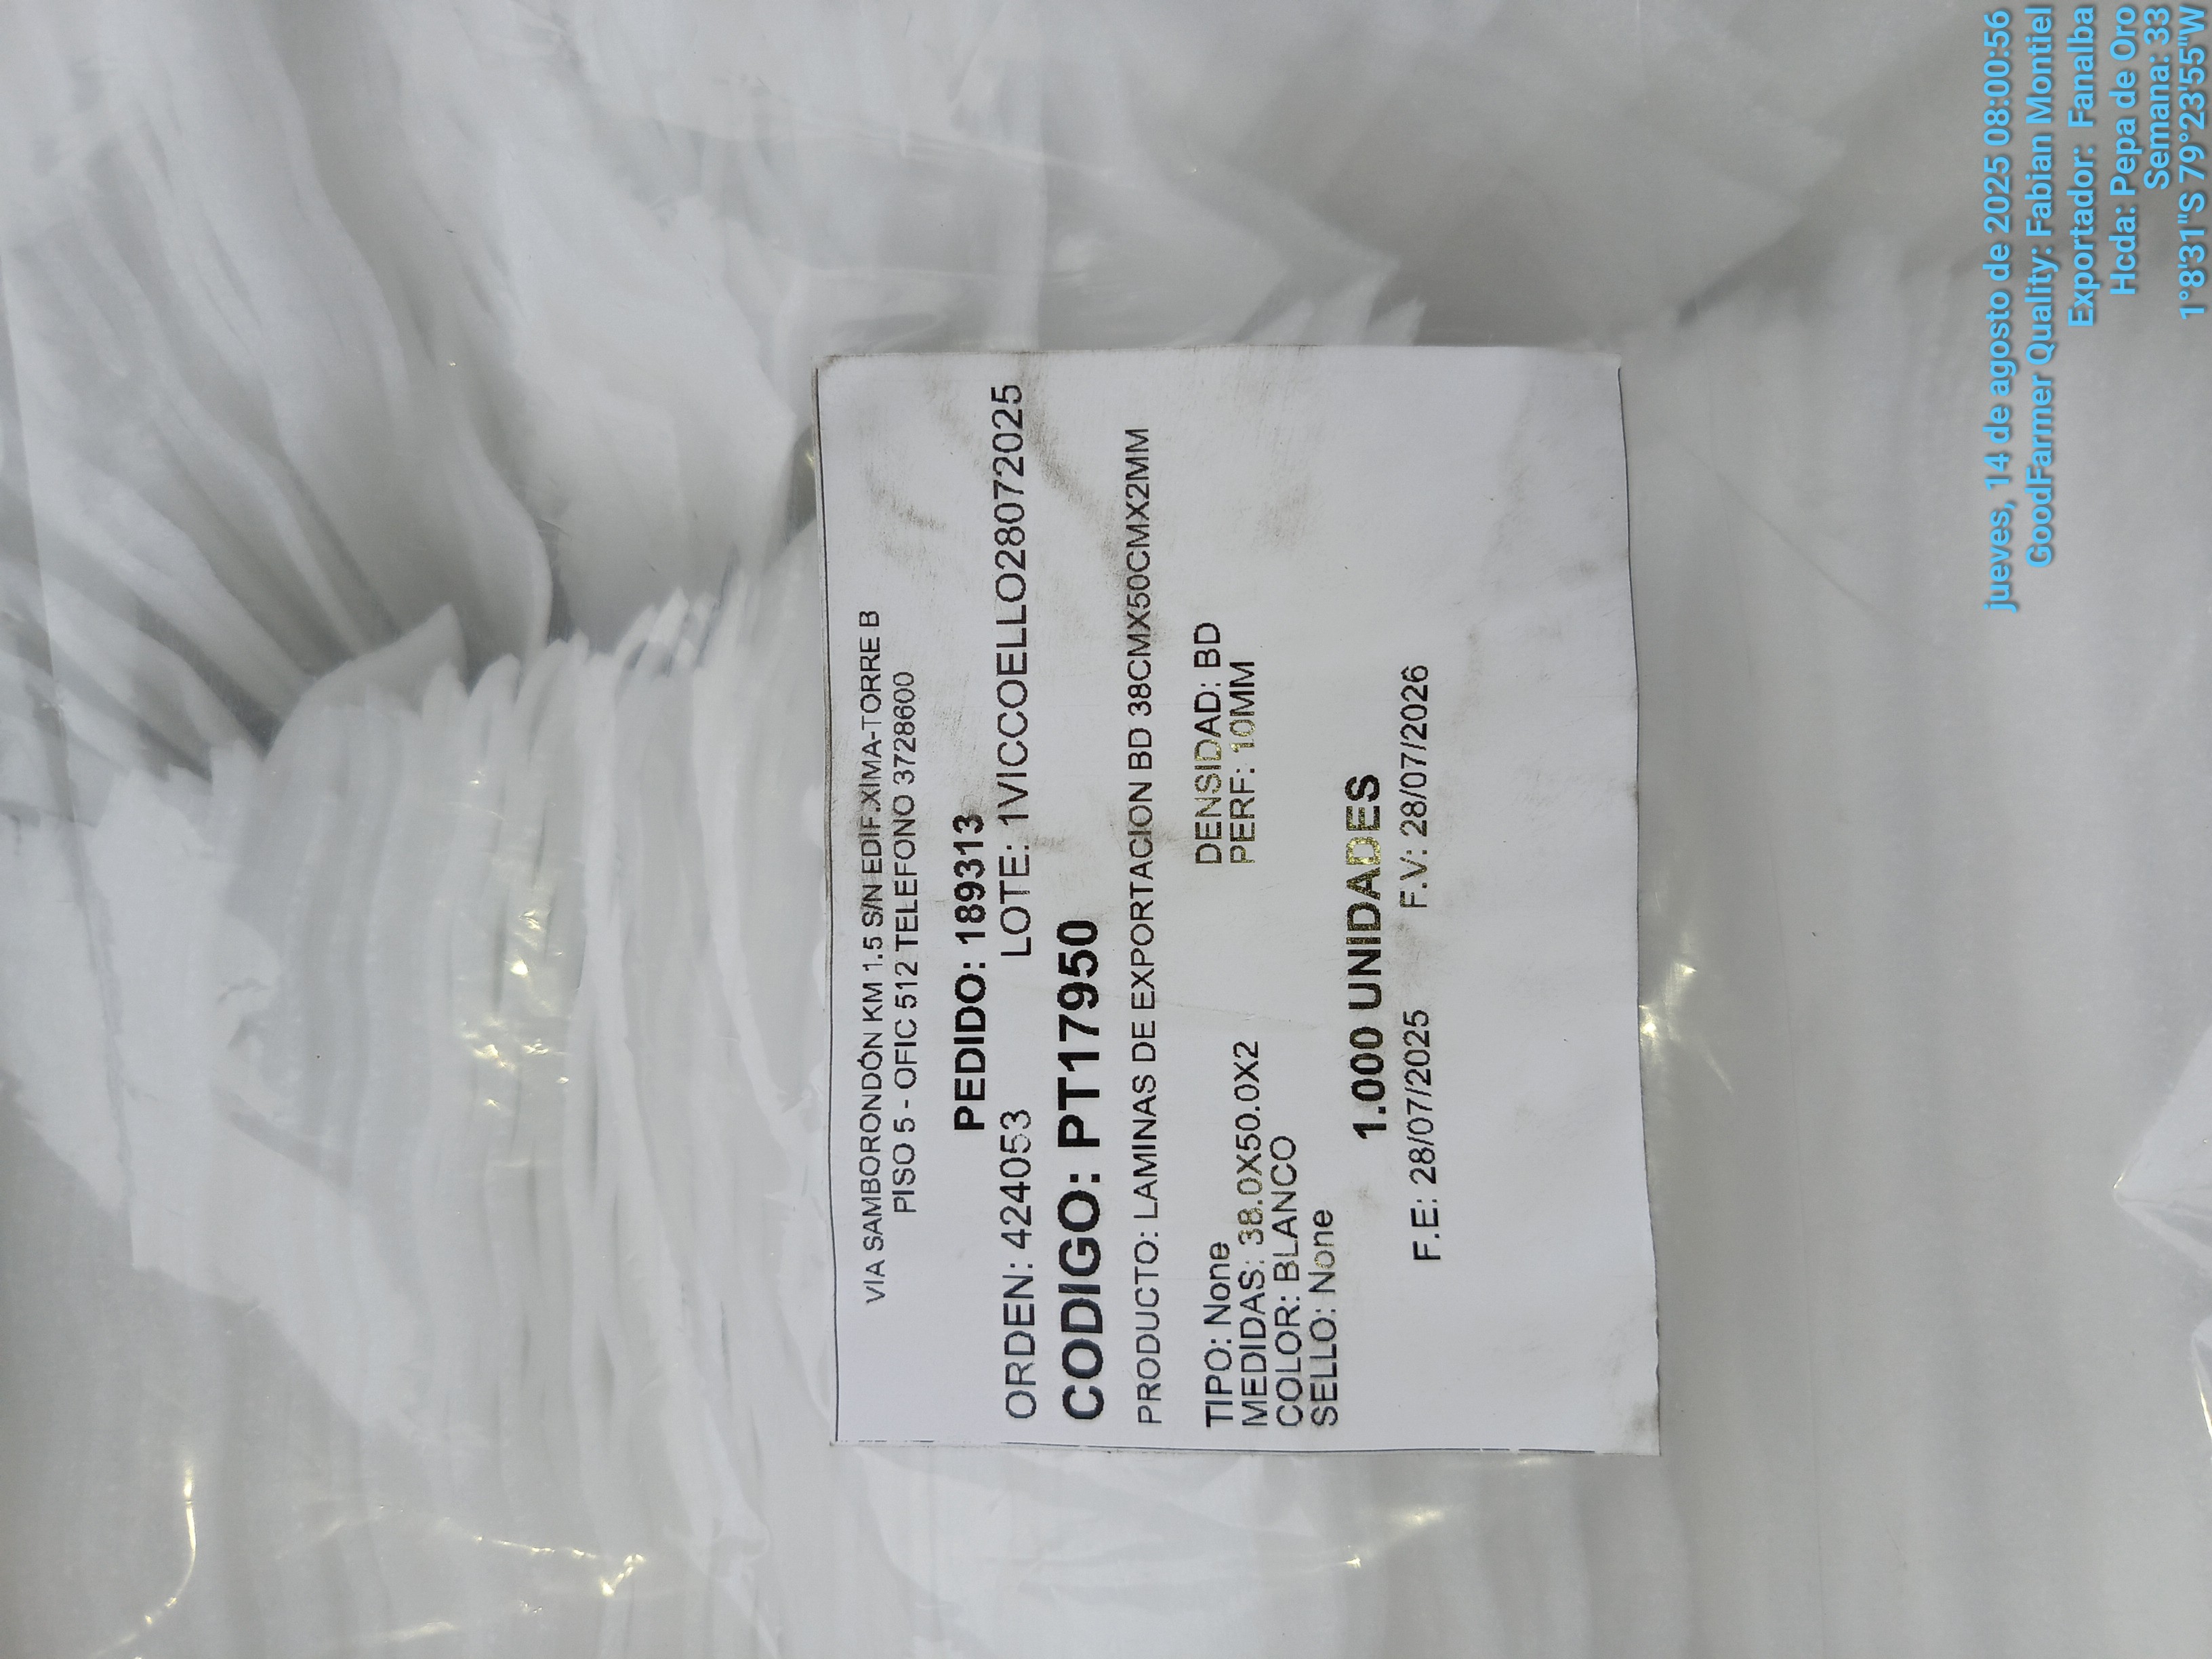 VIA SAMBORONDÓN KM 1.5 S/N EDIF.XIMA-TORRE B
PISO 5 - OFIC 512 TELEFONO 3728600
PEDIDO: 189313
ORDEN: 424053 LOTE: 1VICCOELLO28072025
CODIGO: PT17950
PRODUCTO: LAMINAS DE EXPORTACION BD 38CMX50CMX2MM
TIPO: None DENSIDAD: BD
MEDIDAS: 38.0X50.0X2 PERF: 10MM
COLOR: BLANCO
SELLO: None
1.000 UNIDADES
F.E: 28/07/2025 F.V: 28/07/2026
jueves, 14 de agosto de 2025 08:00:56
GoodFarmer Quality: Fabian Montiel
Exportador: Fanalba
Hcda: Pepa de Oro
Semana: 33
1°8'31"S 79°23'55"W